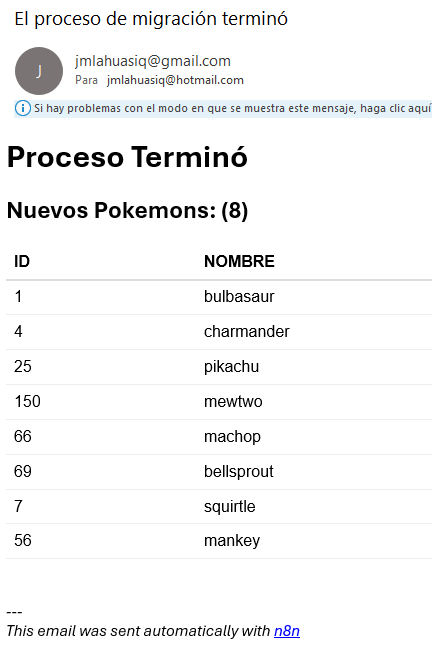 El proceso de migración terminó
J
jmlahuasiq@gmail.com
Para jmlahuasiq@hotmail.com
Si hay problemas con el modo en que se muestra este mensaje, haga clic aquí
Proceso Terminó
Nuevos Pokemons: (8)
ID NOMBRE
1 bulbasaur
4 charmander
25 pikachu
150 mewtwo
66 machop
69 bellsprout
7 squirtle
56 mankey
---
This email was sent automatically with n8n